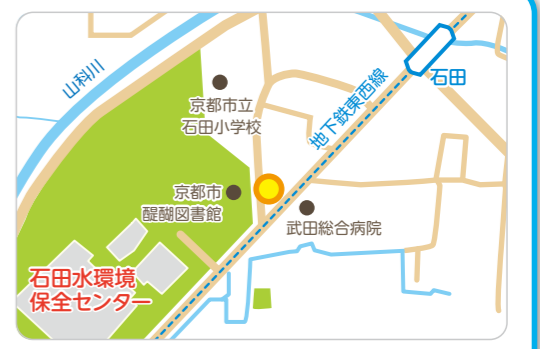 山科川
京都市立
石田小学校
石田
地下鉄東西線
京都市
醍醐図書館
武田総合病院
石田水環境
保全センター